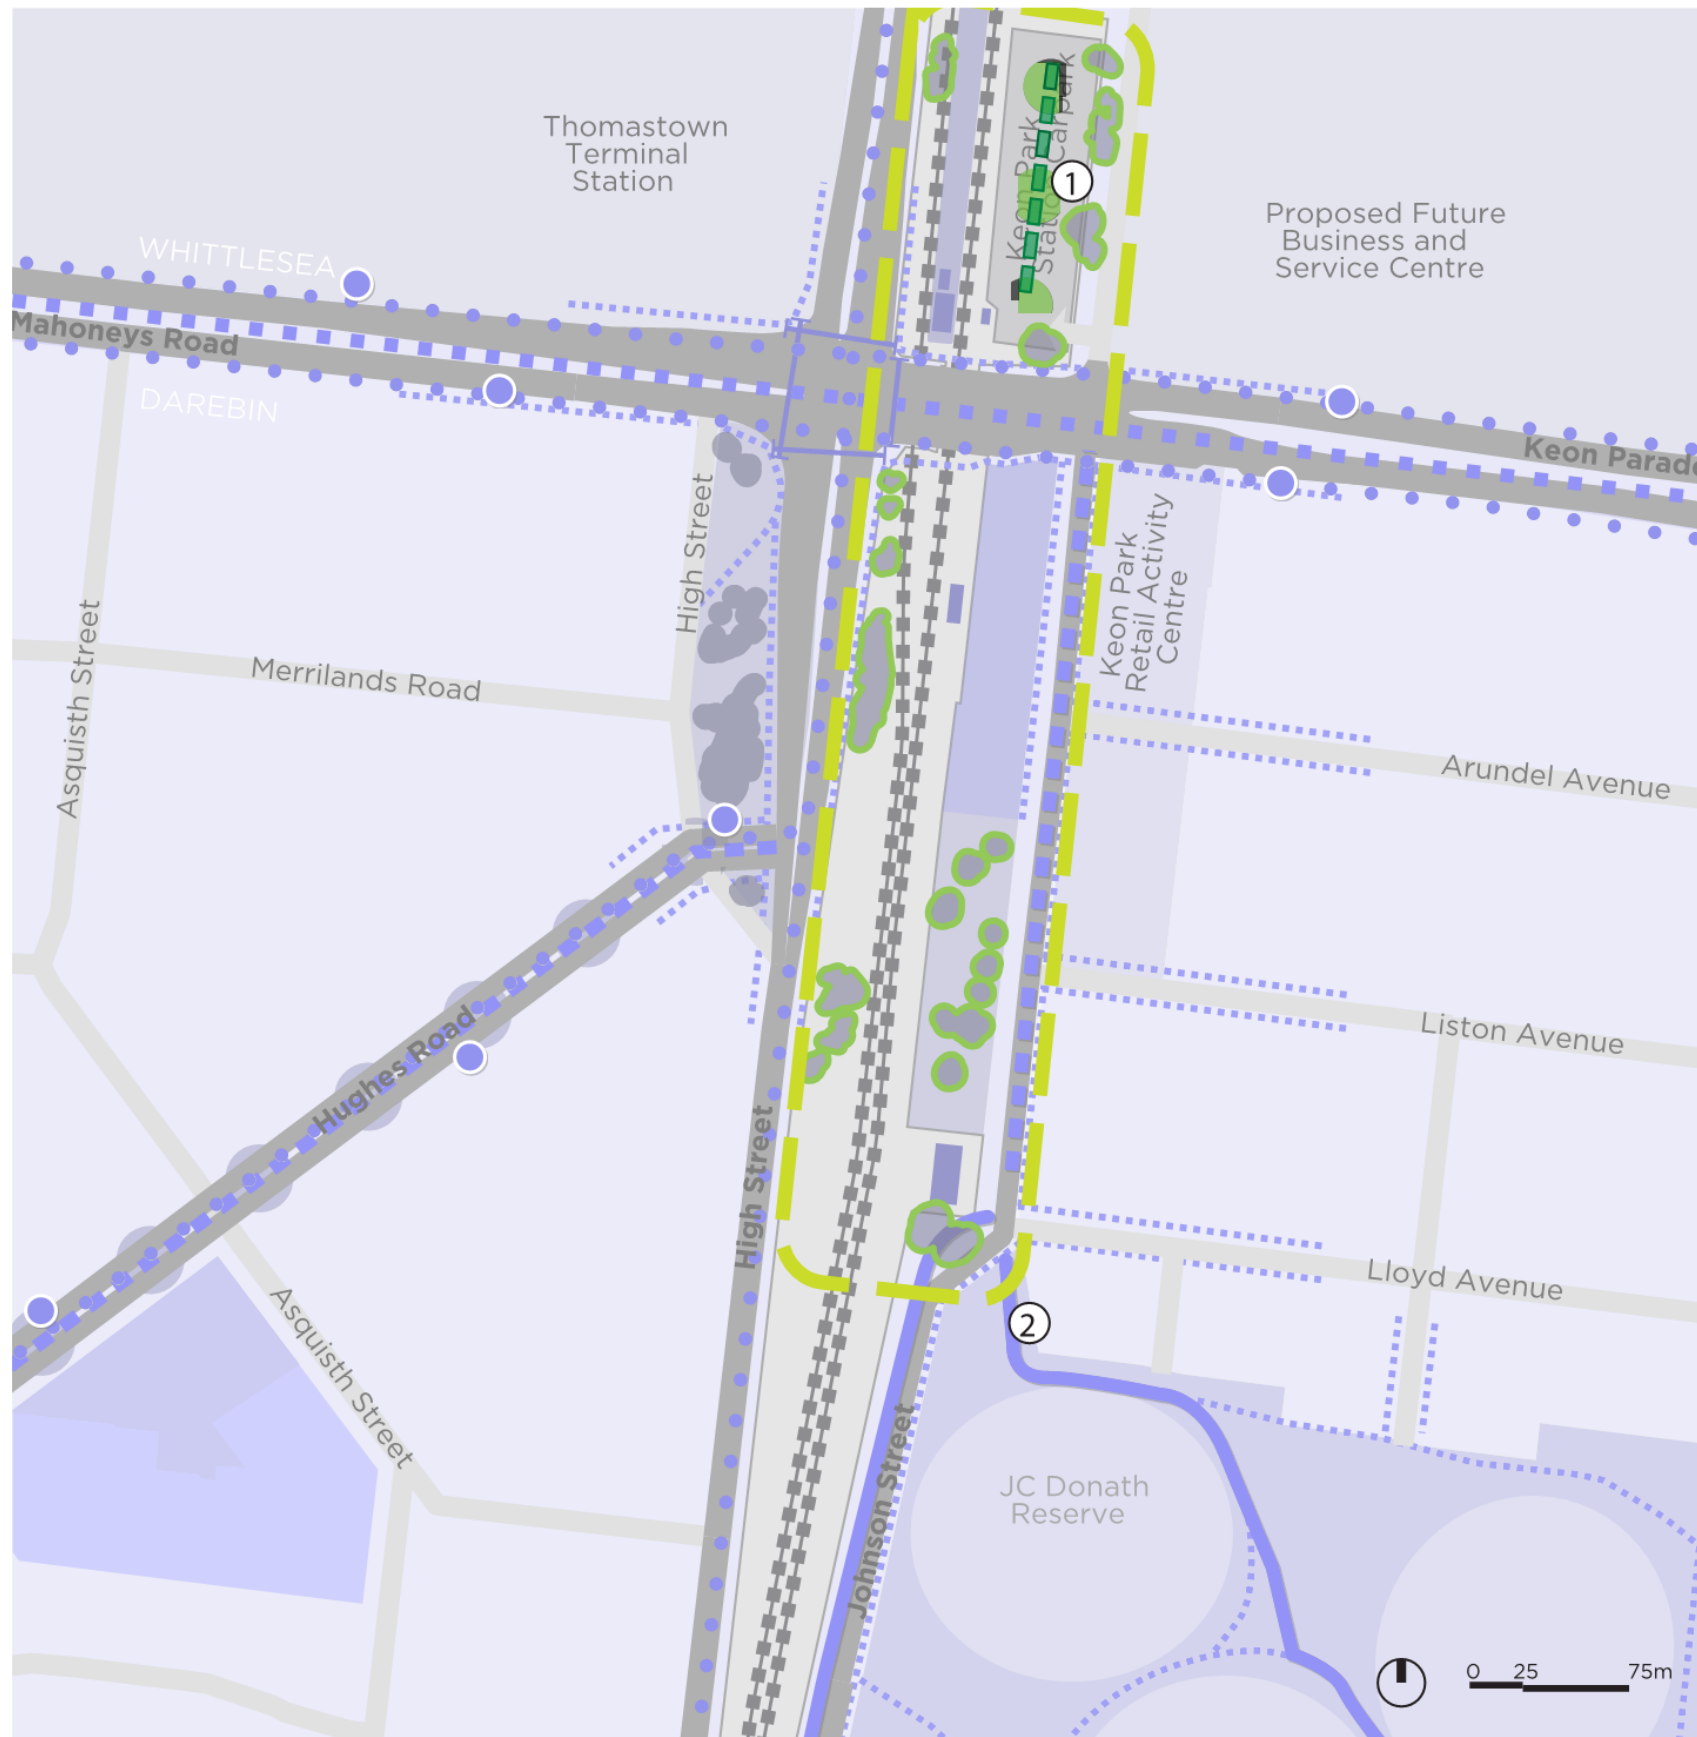 Thomastown
Terminal
Station
Keon Park
Station Carpark
1
Proposed Future
Business and
Service Centre
WHITTLESEA
Mahoneys Road
DAREBIN
Keon Parade
High Street
Keon Park
Retail Activity
Centre
Asquisth Street
Merrilands Road
Arundel Avenue
Hughes Road
Liston Avenue
High Street
Lloyd Avenue
Asquisth Street
2
Johnson Street
JC Donath
Reserve
0 25 75m